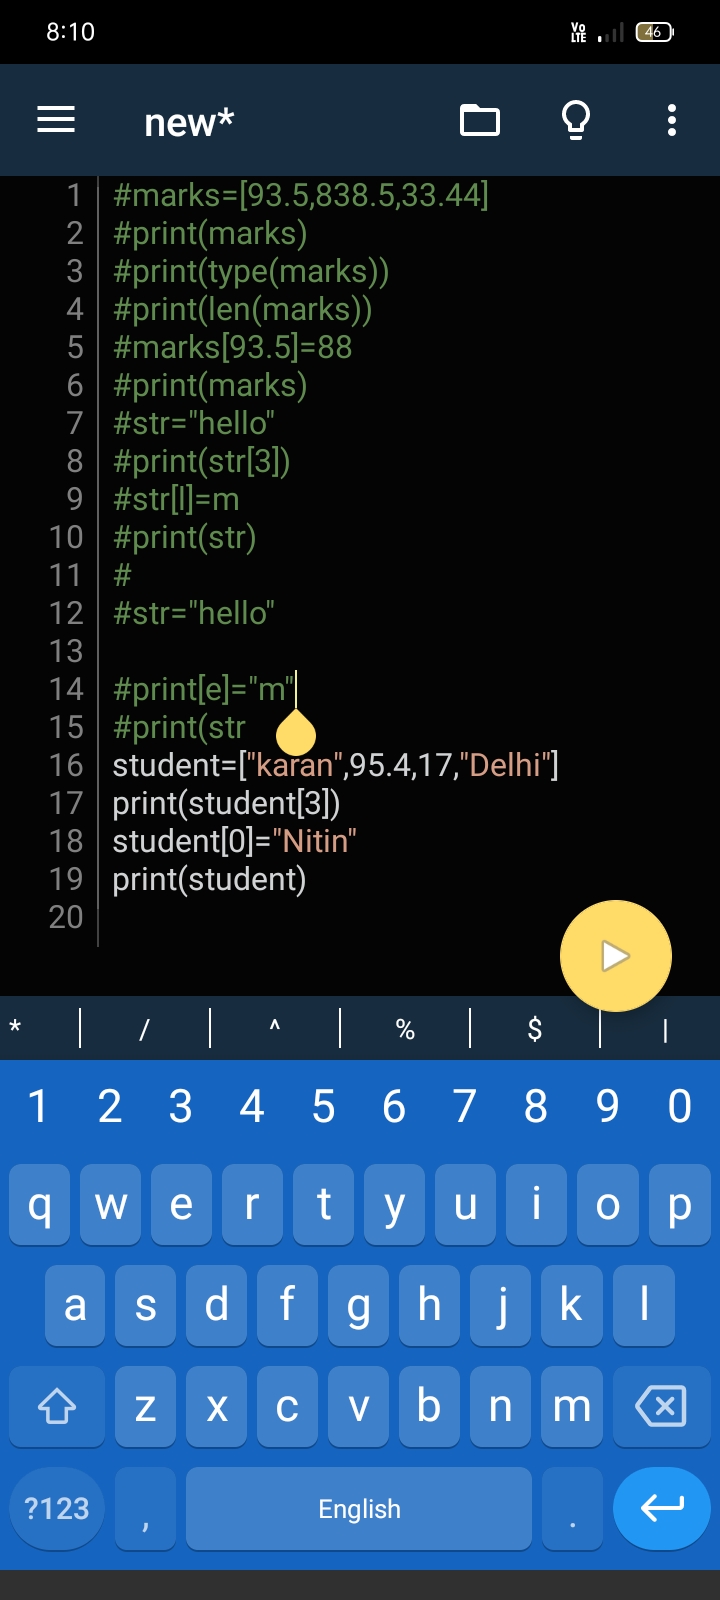 8:10 Vo LTE 46
new*
1 #marks=[93.5,838.5,33.44]
2 #print(marks)
3 #print(type(marks))
4 #print(len(marks))
5 #marks[93.5]=88
6 #print(marks)
7 #str="hello"
8 #print(str[3])
9 #str[l]=m
10 #print(str)
11 #
12 #str="hello"
13
14 #print[e]="m"
15 #print(str
16 student=["karan",95.4,17,"Delhi"]
17 print(student[3])
18 student[0]="Nitin"
19 print(student)
20
* / ^ % $ |
1 2 3 4 5 6 7 8 9 0
q w e r t y u i o p
a s d f g h j k l
z x c v b n m
?123 , English .